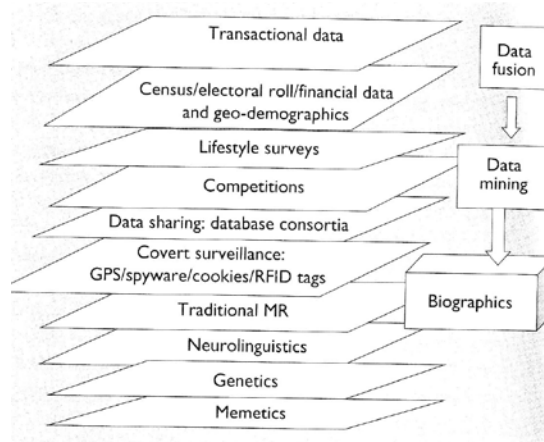 Transactional data
Census/electoral roll/financial data
and geo-demographics
Lifestyle surveys
Competitions
Data sharing: database consortia
Covert surveillance:
GPS/spyware/cookies/RFID tags
Traditional MR
Neurolinguistics
Genetics
Memetics
Data
fusion
Data
mining
Biographics